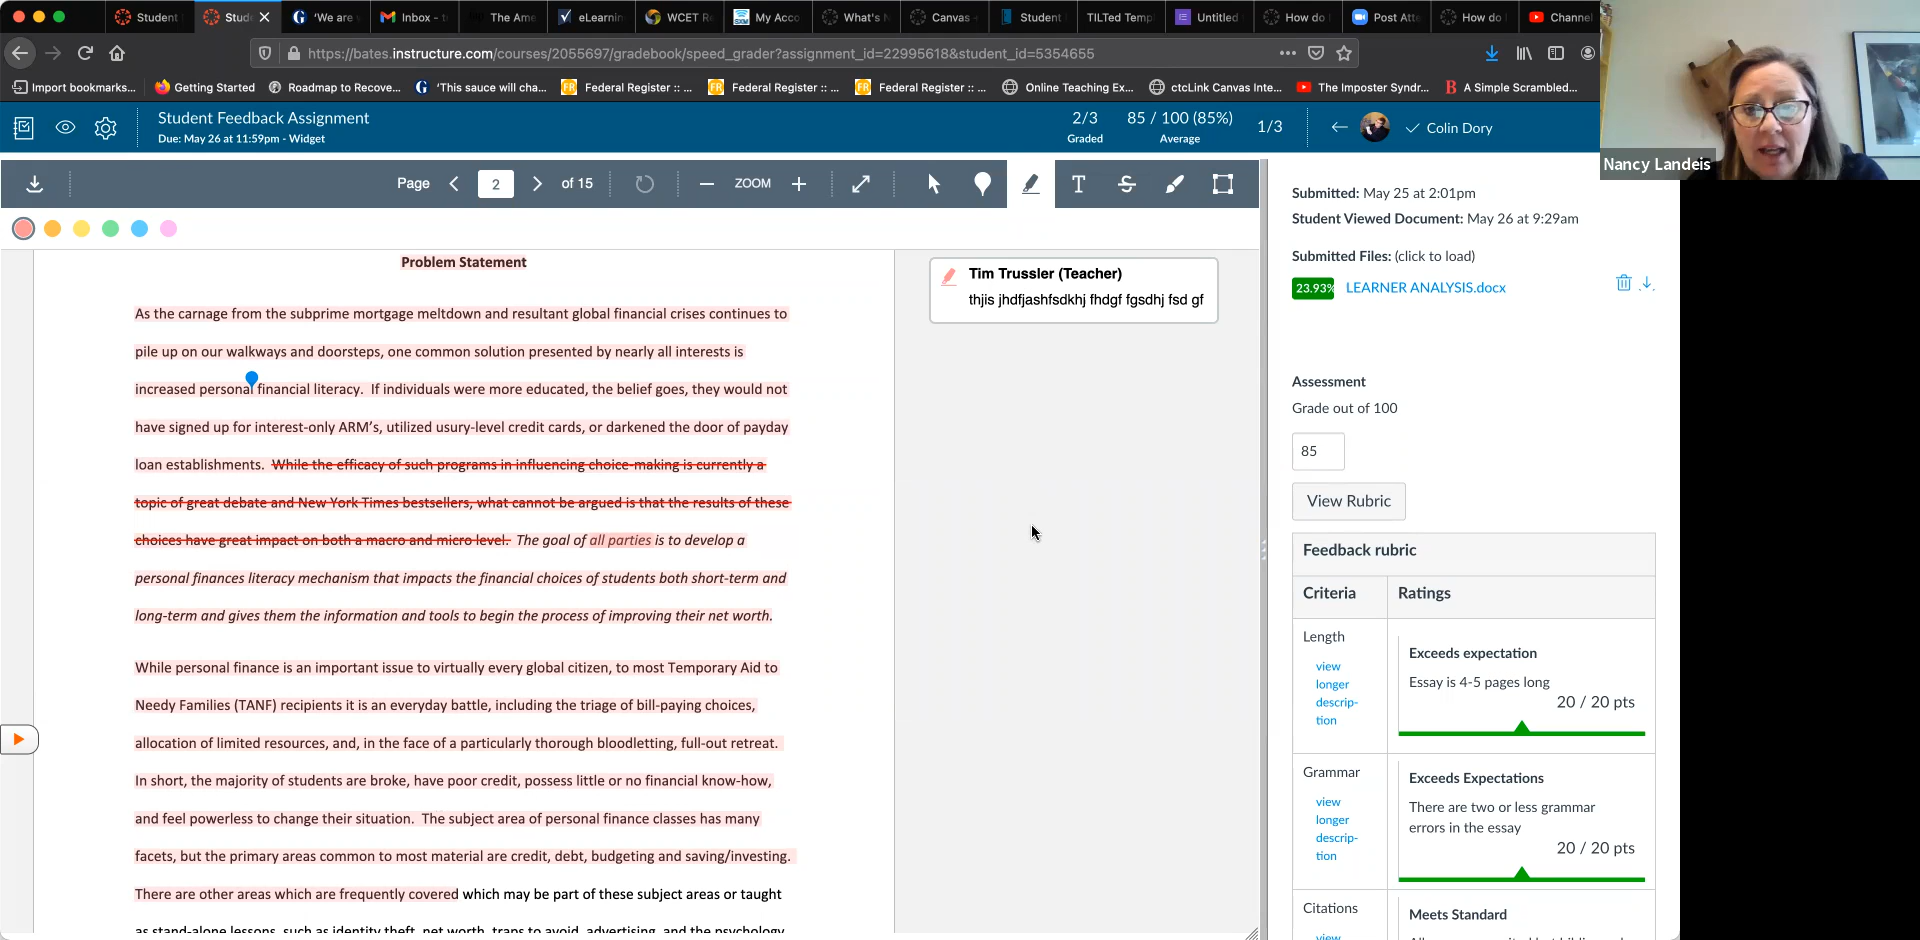 Student
Stude
'We are
Inbox -
The Ame
eLearnin
WCET R
My Acco
What's N
Canvas
Student
TILTed Temp
Untitled
How do
Post Atte
How do
Channel
https://bates.instructure.com/courses/2055697/gradebook/speed_grader?assignment_id=22995618&student_id=5354655
Import bookmarks...
Getting Started
Roadmap to Recove...
'This sauce will cha...
Federal Register :: ...
Federal Register :: ...
Federal Register :: ...
Online Teaching Ex...
ctcLink Canvas Inte...
The Imposter Syndr...
A Simple Scrambled...
Student Feedback Assignment
Due: May 26 at 11:59pm - Widget
2/3
Graded
85 / 100 (85%)
Average
1/3
Colin Dory
Nancy Landeis
Page
2
of 15
ZOOM
T
S
Problem Statement
As the carnage from the subprime mortgage meltdown and resultant global financial crises continues to
pile up on our walkways and doorsteps, one common solution presented by nearly all interests is
increased personal financial literacy.  If individuals were more educated, the belief goes, they would not
have signed up for interest-only ARM's, utilized usury-level credit cards, or darkened the door of payday
loan establishments.  While the efficacy of such programs in influencing choice-making is currently a
topic of great debate and New York Times bestsellers, what cannot be argued is that the results of these
choices have great impact on both a macro and micro level.  The goal of all parties is to develop a
personal finances literacy mechanism that impacts the financial choices of students both short-term and
long-term and gives them the information and tools to begin the process of improving their net worth.
While personal finance is an important issue to virtually every global citizen, to most Temporary Aid to
Needy Families (TANF) recipients it is an everyday battle, including the triage of bill-paying choices,
allocation of limited resources, and, in the face of a particularly thorough bloodletting, full-out retreat.
In short, the majority of students are broke, have poor credit, possess little or no financial know-how,
and feel powerless to change their situation.  The subject area of personal finance classes has many
facets, but the primary areas common to most material are credit, debt, budgeting and saving/investing.
There are other areas which are frequently covered which may be part of these subject areas or taught
as stand-alone lessons, such as identity theft, net worth, traps to avoid, advertising, and the psychology
Tim Trussler (Teacher)
thjis jhdfjashfsdkhj fhdgf fgsdhj fsd gf
Submitted: May 25 at 2:01pm
Student Viewed Document: May 26 at 9:29am
Submitted Files: (click to load)
23.93%
LEARNER ANALYSIS.docx
Assessment
Grade out of 100
85
View Rubric
Feedback rubric
Criteria
Ratings
Length
view
longer
descrip-
tion
Exceeds expectation
Essay is 4-5 pages long
20 / 20 pts
Grammar
view
longer
descrip-
tion
Exceeds Expectations
There are two or less grammar
errors in the essay
20 / 20 pts
Citations
view
Meets Standard